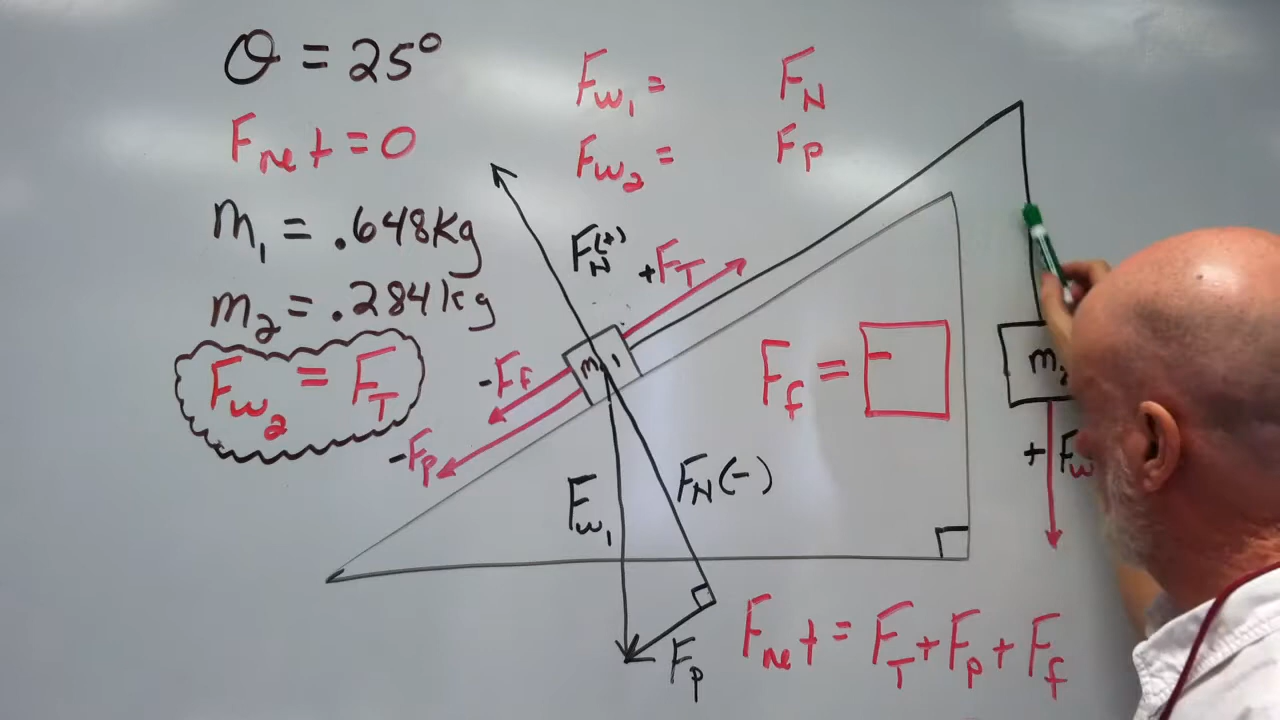 θ = 25°
Fnet = 0
m₁ = .648kg
m₂ = .284kg
Fw₂ = FT
Fw₁ =
Fw₂ =
FN
Fp
FN(+)
+FT
-Ff
-Fp
m₁
Fw₁
FN(-)
Fp
Ff =
m₂
+Fw
Fnet = FT + Fp + Ff